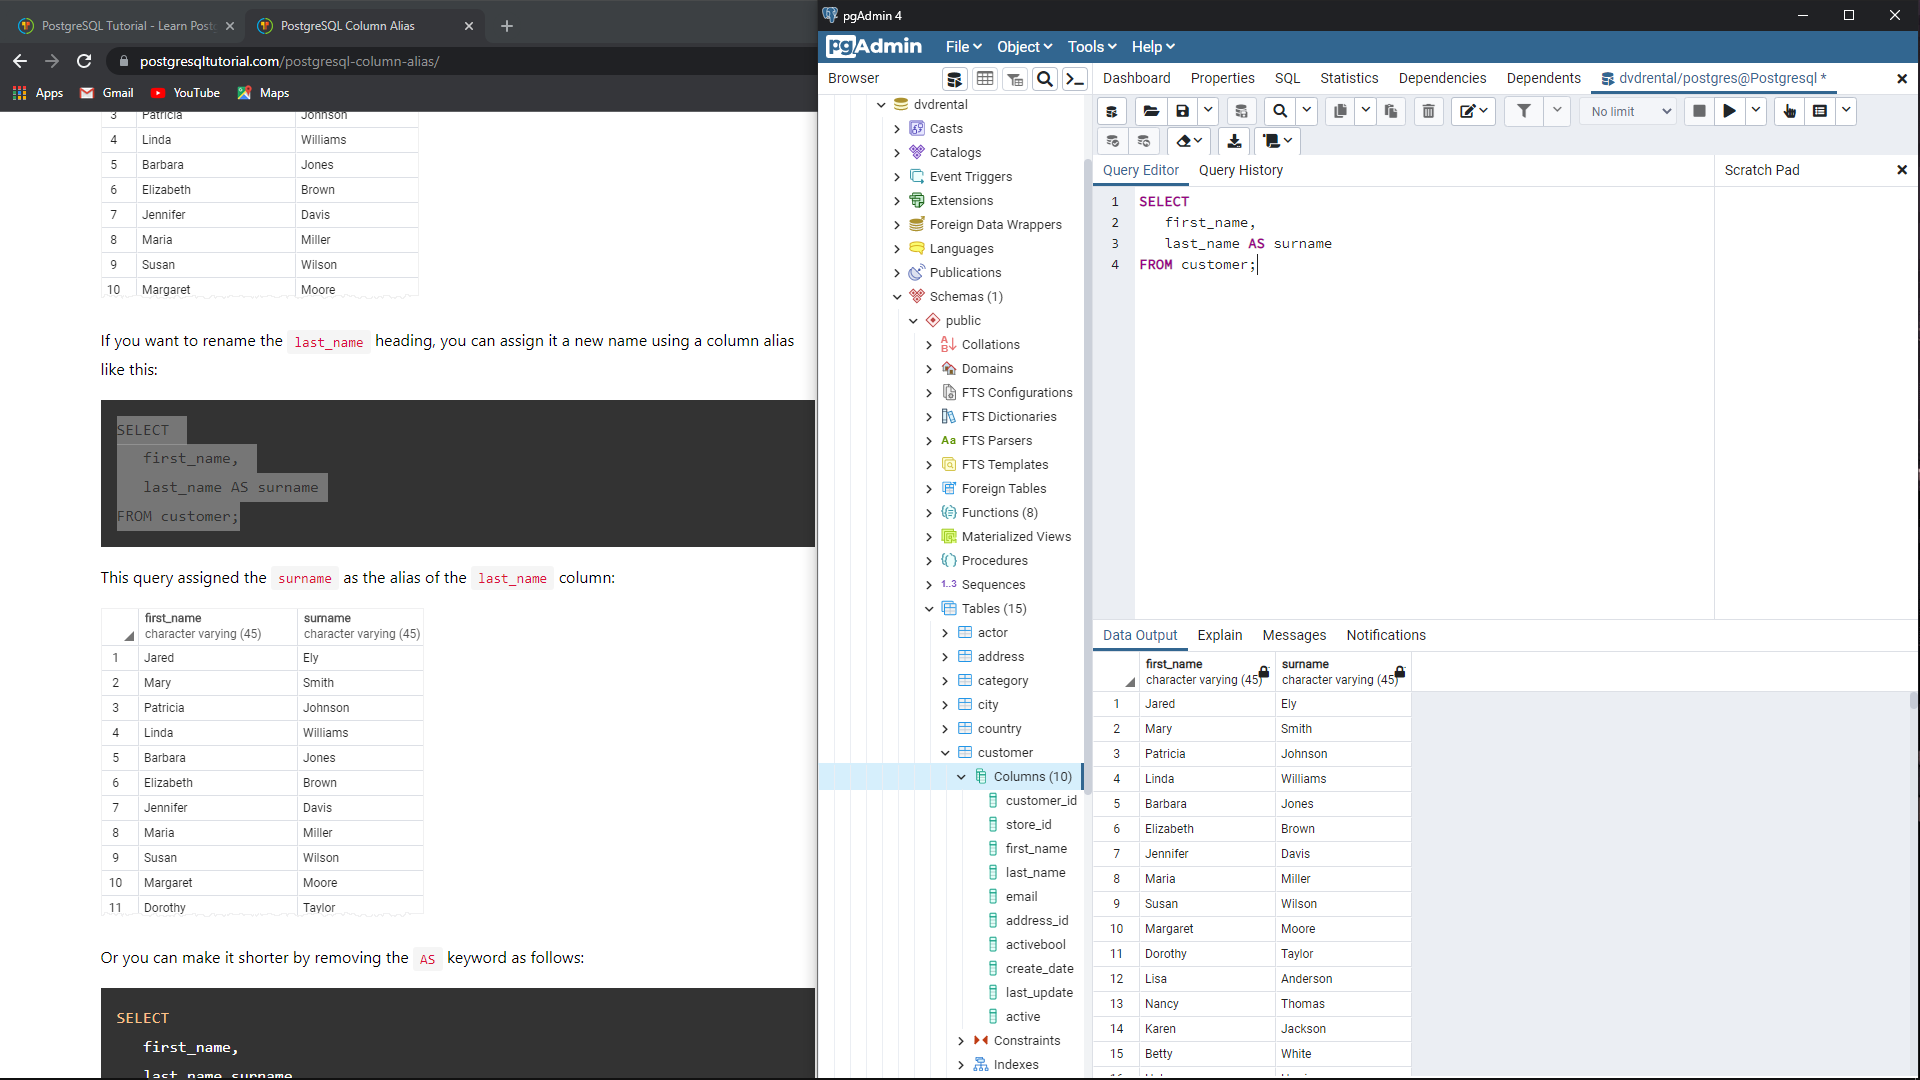 PostgreSQL Tutorial - Learn Post
PostgreSQL Column Alias
postgresqltutorial.com/postgresql-column-alias/
Apps Gmail YouTube Maps
3 Patricia Johnson
4 Linda Williams
5 Barbara Jones
6 Elizabeth Brown
7 Jennifer Davis
8 Maria Miller
9 Susan Wilson
10 Margaret Moore
If you want to rename the last_name heading, you can assign it a new name using a column alias
like this:
SELECT
first_name,
last_name AS surname
FROM customer;
This query assigned the surname as the alias of the last_name column:
first_name surname
character varying (45) character varying (45)
1 Jared Ely
2 Mary Smith
3 Patricia Johnson
4 Linda Williams
5 Barbara Jones
6 Elizabeth Brown
7 Jennifer Davis
8 Maria Miller
9 Susan Wilson
10 Margaret Moore
11 Dorothy Taylor
Or you can make it shorter by removing the AS keyword as follows:
SELECT
first_name,
last_name surname
pgAdmin 4
pgAdmin File Object Tools Help
Browser
dvdrental
Casts
Catalogs
Event Triggers
Extensions
Foreign Data Wrappers
Languages
Publications
Schemas (1)
public
Collations
Domains
FTS Configurations
FTS Dictionaries
Aa FTS Parsers
FTS Templates
Foreign Tables
Functions (8)
Materialized Views
Procedures
1..3 Sequences
Tables (15)
actor
address
category
city
country
customer
Columns (10)
customer_id
store_id
first_name
last_name
email
address_id
activebool
create_date
last_update
active
Constraints
Indexes
Dashboard Properties SQL Statistics Dependencies Dependents dvdrental/postgres@Postgresql *
No limit
Query Editor Query History
Scratch Pad
1 SELECT
2 first_name,
3 last_name AS surname
4 FROM customer;
Data Output Explain Messages Notifications
first_name surname
character varying (45) character varying (45)
1 Jared Ely
2 Mary Smith
3 Patricia Johnson
4 Linda Williams
5 Barbara Jones
6 Elizabeth Brown
7 Jennifer Davis
8 Maria Miller
9 Susan Wilson
10 Margaret Moore
11 Dorothy Taylor
12 Lisa Anderson
13 Nancy Thomas
14 Karen Jackson
15 Betty White